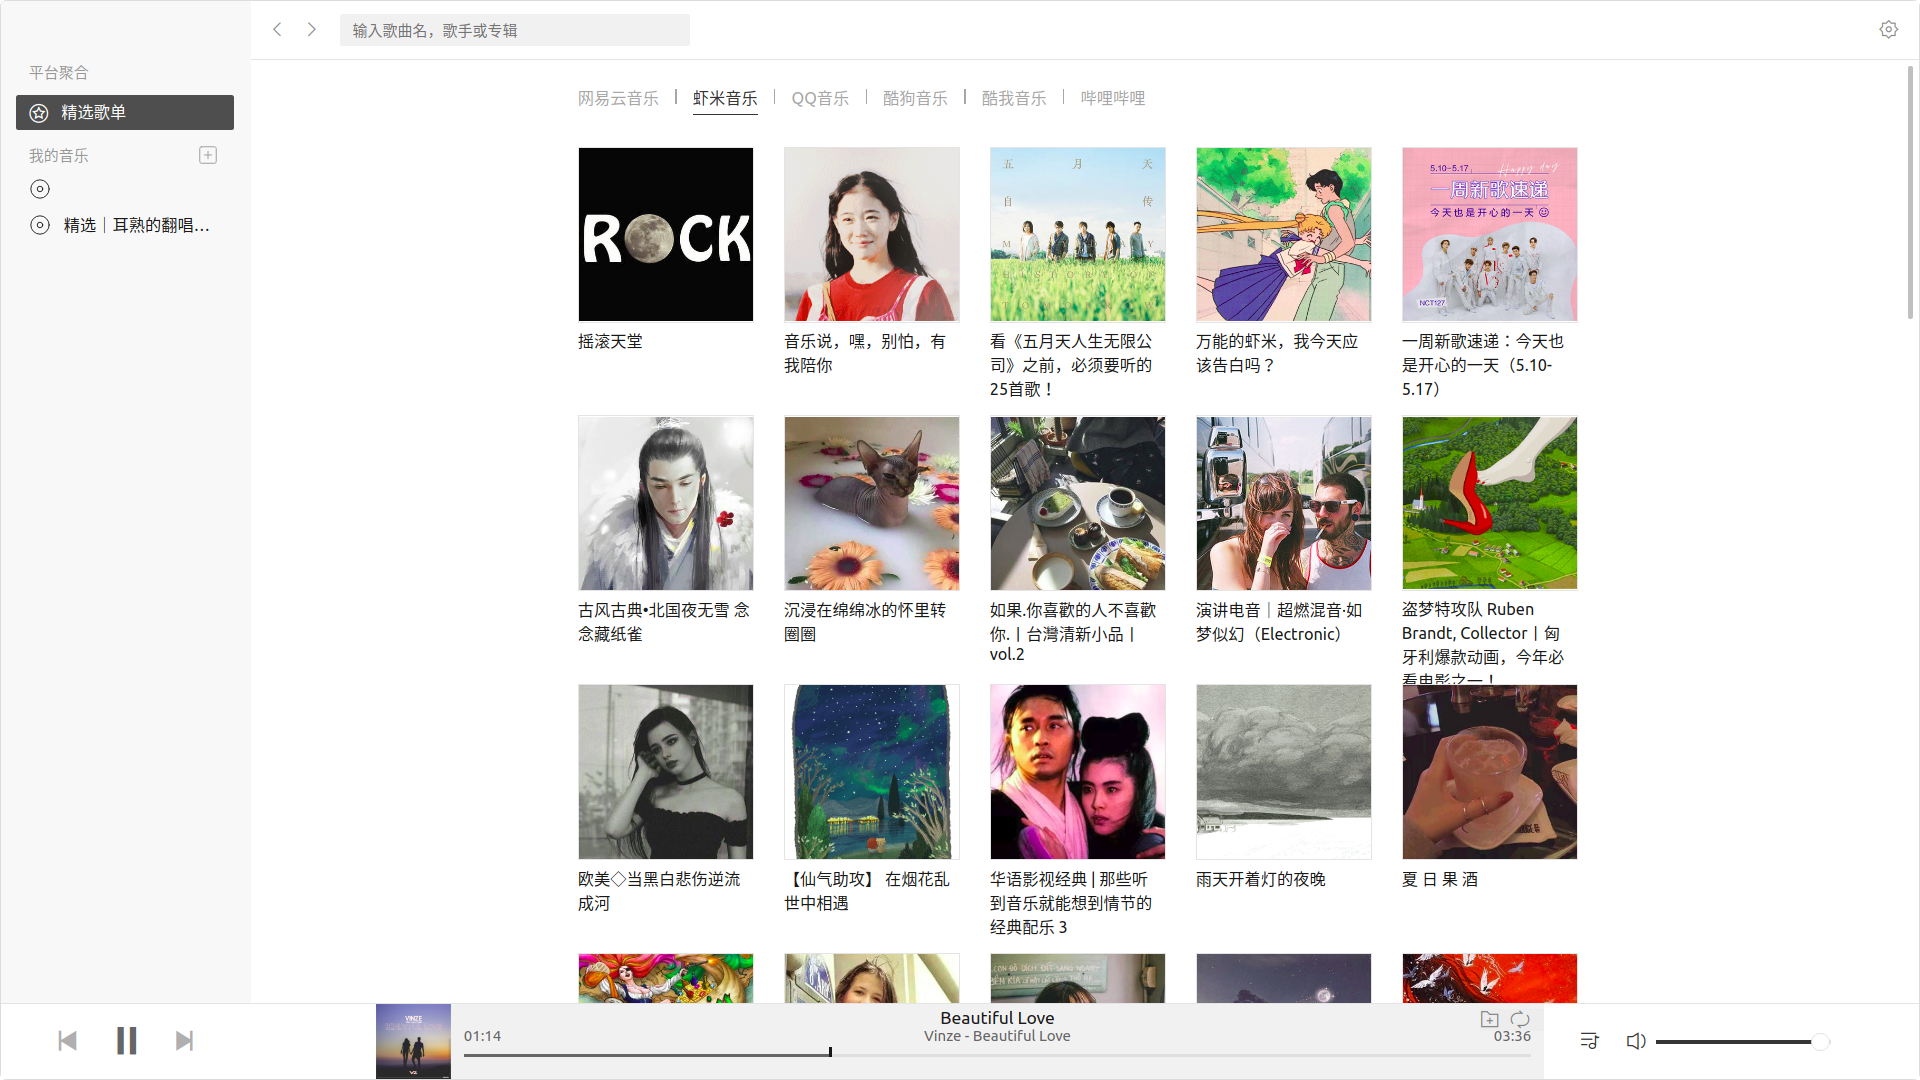 输入歌曲名，歌手或专辑
平台聚合
精选歌单
我的音乐
精选｜耳熟的翻唱...
网易云音乐
虾米音乐
QQ音乐
酷狗音乐
酷我音乐
哔哩哔哩
ROCK
五 月 天
自 传
5.10-5.17
Happy day
一周新歌速递
今天也是开心的一天
NCT127
摇滚天堂
音乐说，嘿，别怕，有
我陪你
看《五月天人生无限公
司》之前，必须要听的
25首歌！
万能的虾米，我今天应
该告白吗？
一周新歌速递：今天也
是开心的一天（5.10-
5.17）
古风古典•北国夜无雪 念
念藏纸雀
沉浸在绵绵冰的怀里转
圈圈
如果.你喜歡的人不喜歡
你.丨台灣清新小品丨
vol.2
演讲电音｜超燃混音·如
梦似幻（Electronic）
盗梦特攻队 Ruben
Brandt, Collector丨匈
牙利爆款动画，今年必
看电影之一！
欧美◇当黑白悲伤逆流
成河
【仙气助攻】 在烟花乱
世中相遇
华语影视经典 | 那些听
到音乐就能想到情节的
经典配乐 3
雨天开着灯的夜晚
夏 日 果 酒
VINZE
01:14
Beautiful Love
Vinze - Beautiful Love
03:36